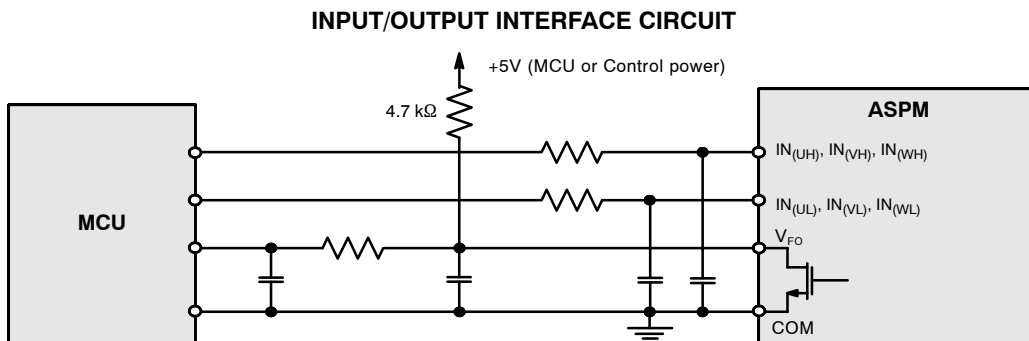 INPUT/OUTPUT INTERFACE CIRCUIT
+5V (MCU or Control power)
4.7 kΩ
ASPM
IN(UH), IN(VH), IN(WH)
IN(UL), IN(VL), IN(WL)
MCU
VFO
COM